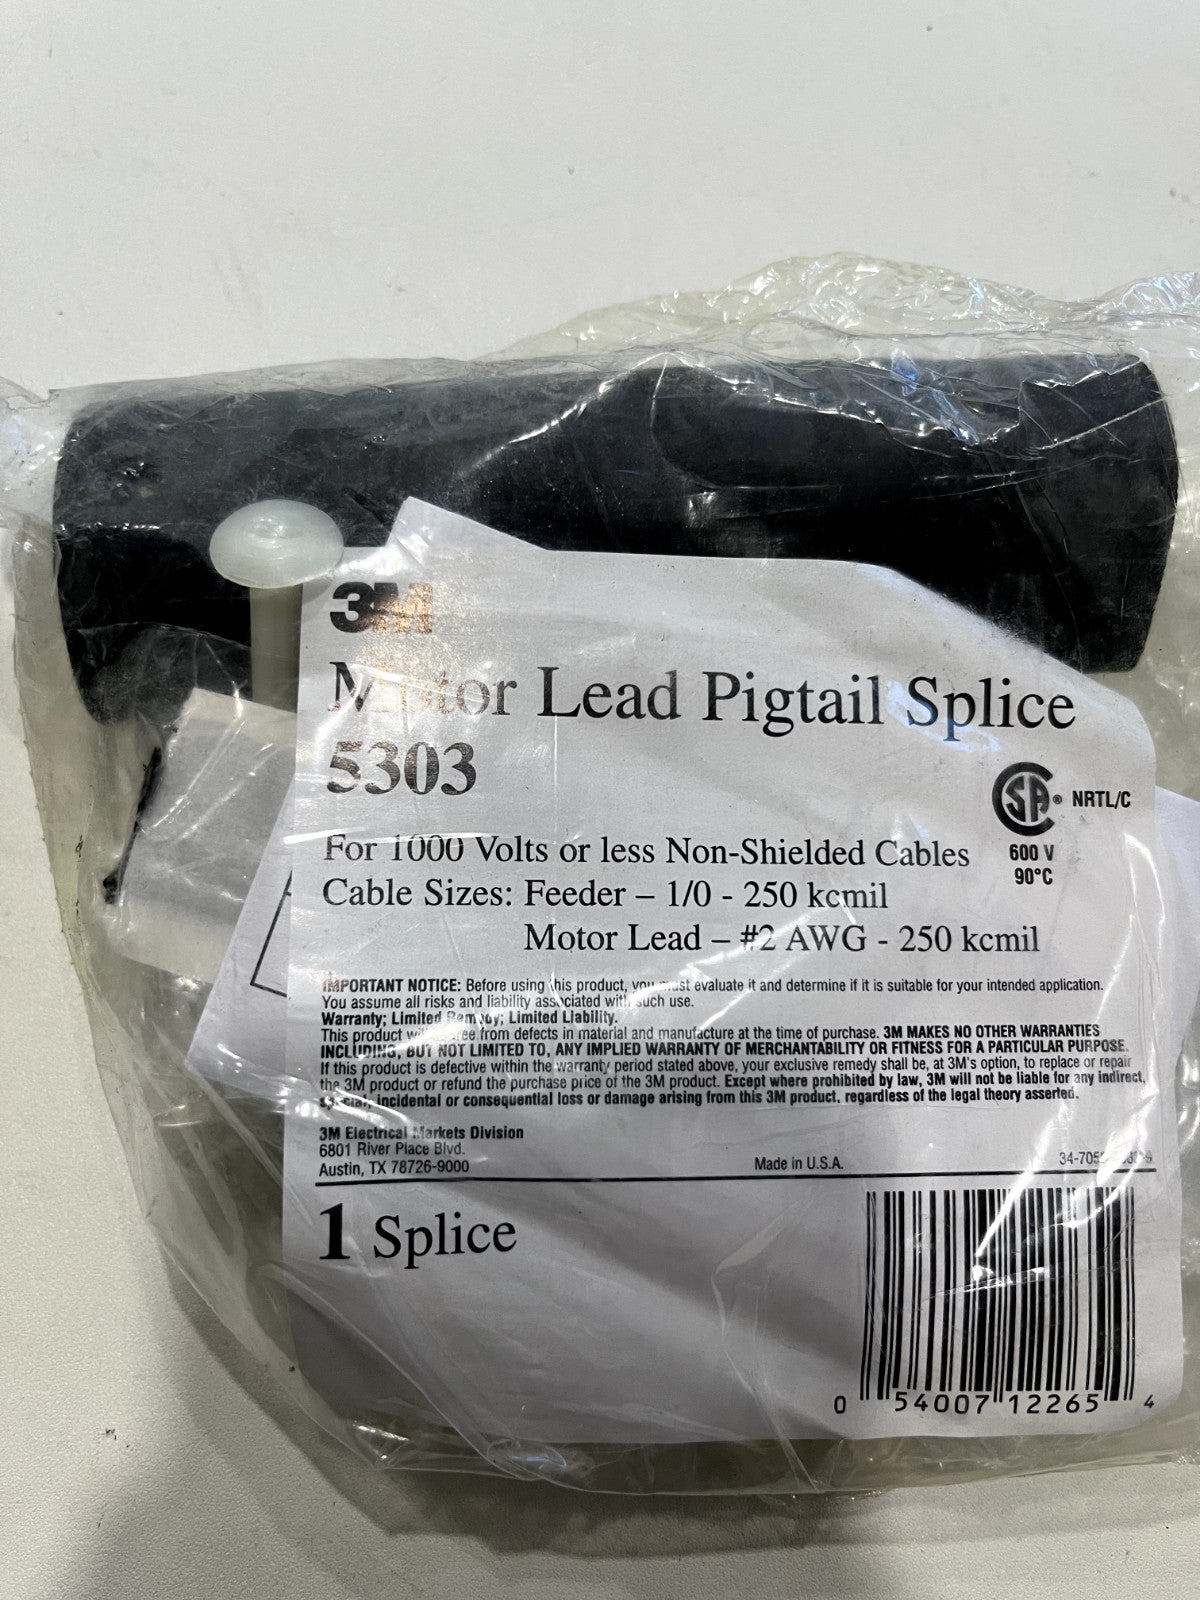 3M
Motor Lead Pigtail Splice
5303
CSA® NRTL/C
600 V
90°C
For 1000 Volts or less Non-Shielded Cables
Cable Sizes: Feeder – 1/0 - 250 kcmil
Motor Lead – #2 AWG - 250 kcmil
IMPORTANT NOTICE: Before using this product, you must evaluate it and determine if it is suitable for your intended application.
You assume all risks and liability associated with such use.
Warranty; Limited Remedy; Limited Liability.
This product will be free from defects in material and manufacture at the time of purchase. 3M MAKES NO OTHER WARRANTIES
INCLUDING, BUT NOT LIMITED TO, ANY IMPLIED WARRANTY OF MERCHANTABILITY OR FITNESS FOR A PARTICULAR PURPOSE.
If this product is defective within the warranty period stated above, your exclusive remedy shall be, at 3M's option, to replace or repair
the 3M product or refund the purchase price of the 3M product. Except where prohibited by law, 3M will not be liable for any indirect,
special, incidental or consequential loss or damage arising from this 3M product, regardless of the legal theory asserted.
3M Electrical Markets Division
6801 River Place Blvd.
Austin, TX 78726-9000
Made in U.S.A.
1 Splice
0 54007 12265 4